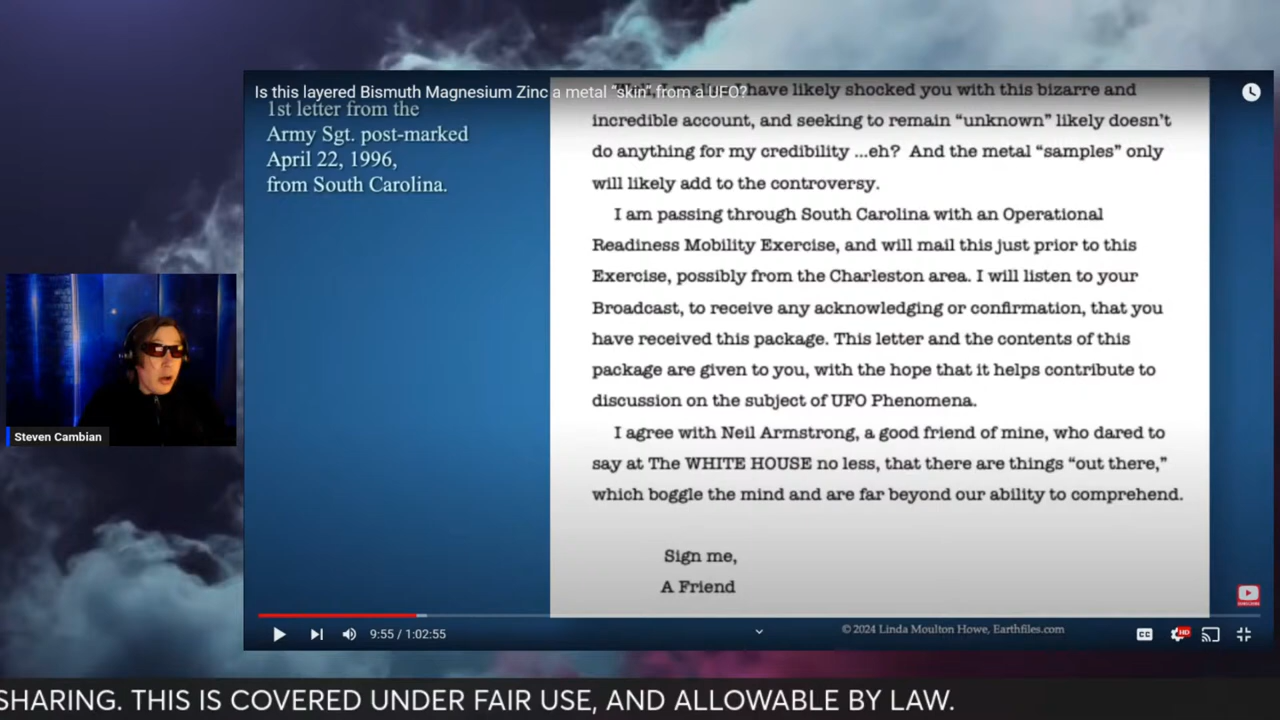 Is this layered Bismuth Magnesium Zinc a metal "skin" from a UFO?
1st letter from the
Army Sgt. post-marked
April 22, 1996,
from South Carolina.
have likely shocked you with this bizarre and
incredible account, and seeking to remain “unknown” likely doesn’t
do anything for my credibility ...eh? And the metal “samples” only
will likely add to the controversy.
I am passing through South Carolina with an Operational
Readiness Mobility Exercise, and will mail this just prior to this
Exercise, possibly from the Charleston area. I will listen to your
Broadcast, to receive any acknowledging or confirmation, that you
have received this package. This letter and the contents of this
package are given to you, with the hope that it helps contribute to
discussion on the subject of UFO Phenomena.
I agree with Neil Armstrong, a good friend of mine, who dared to
say at The WHITE HOUSE no less, that there are things “out there,”
which boggle the mind and are far beyond our ability to comprehend.
Sign me,
A Friend
Steven Cambian
9:55 / 1:02:55
© 2024 Linda Moulton Howe, Earthfiles.com
CC
HD
SHARING. THIS IS COVERED UNDER FAIR USE, AND ALLOWABLE BY LAW.